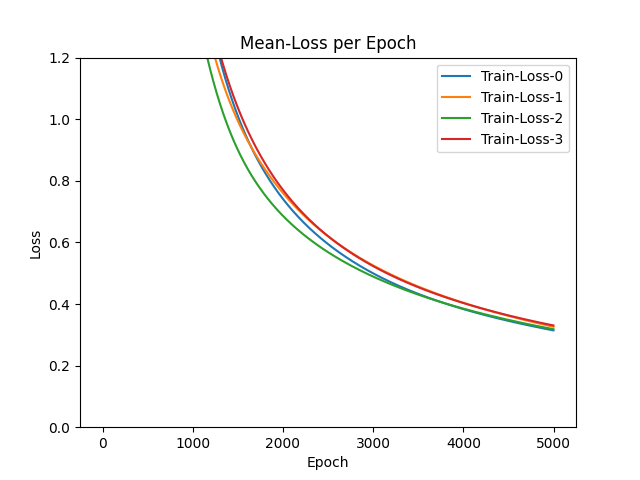 Mean-Loss per Epoch
1.2
1.0
0.8
0.6
0.4
0.2
0.0
Loss
Train-Loss-0
Train-Loss-1
Train-Loss-2
Train-Loss-3
0 1000 2000 3000 4000 5000
Epoch